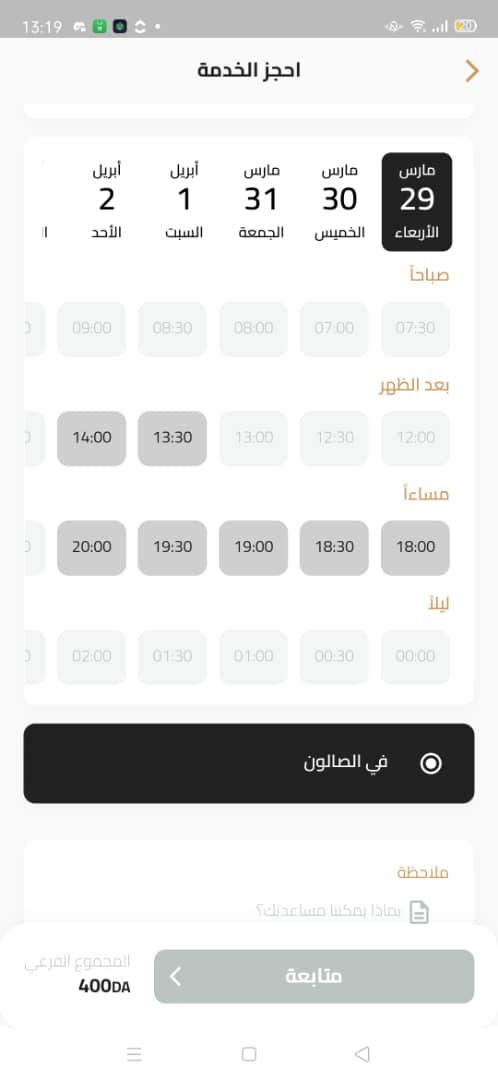 13:19
20
احجز الخدمة
مارس مارس مارس أبريل أبريل
29 30 31 1 2
الأربعاء الخميس الجمعة السبت الأحد
صباحاً
07:30 07:00 08:00 08:30 09:00
بعد الظهر
12:00 12:30 13:00 13:30 14:00
مساءاً
18:00 18:30 19:00 19:30 20:00
ليلاً
00:00 00:30 01:00 01:30 02:00
في الصالون
ملاحظة
بماذا يمكننا مساعدتك؟
المجموع الفرعي
400DA
متابعة